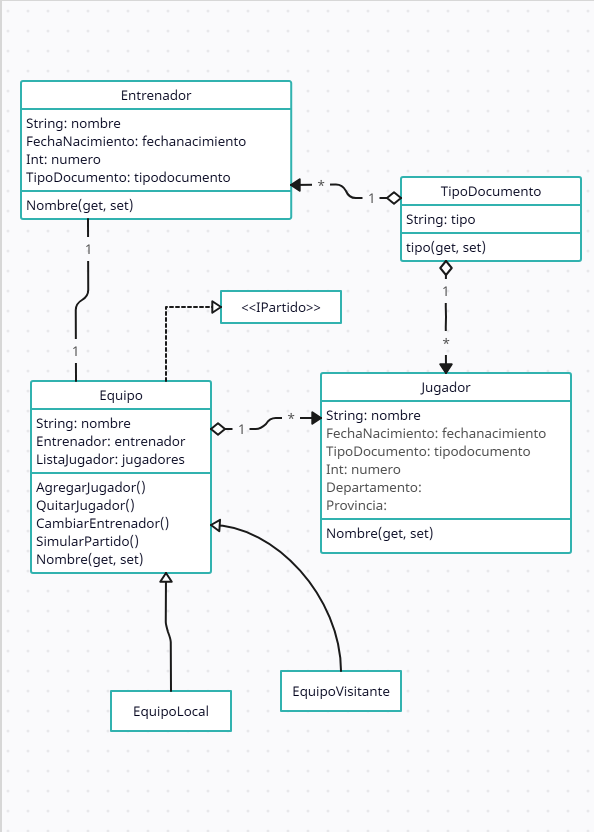 Entrenador
String: nombre
FechaNacimiento: fechanacimiento
Int: numero
TipoDocumento: tipodocumento
Nombre(get, set)
*
1
TipoDocumento
String: tipo
tipo(get, set)
1
1
<<IPartido>>
1
*
Equipo
String: nombre
Entrenador: entrenador
ListaJugador: jugadores
AgregarJugador()
QuitarJugador()
CambiarEntrenador()
SimularPartido()
Nombre(get, set)
1
*
Jugador
String: nombre
FechaNacimiento: fechanacimiento
TipoDocumento: tipodocumento
Int: numero
Departamento:
Provincia:
Nombre(get, set)
EquipoLocal
EquipoVisitante